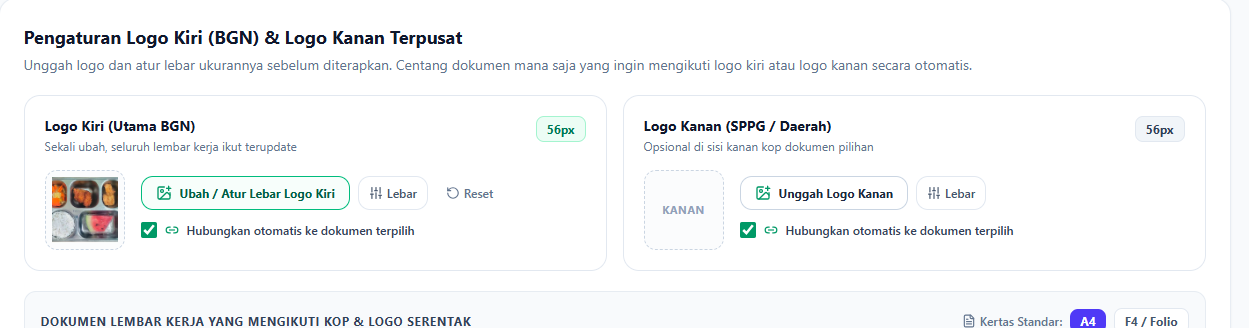 Pengaturan Logo Kiri (BGN) & Logo Kanan Terpusat
Unggah logo dan atur lebar ukurannya sebelum diterapkan. Centang dokumen mana saja yang ingin mengikuti logo kiri atau logo kanan secara otomatis.
Logo Kiri (Utama BGN)
56px
Sekali ubah, seluruh lembar kerja ikut terupdate
Ubah / Atur Lebar Logo Kiri
Lebar
Reset
Hubungkan otomatis ke dokumen terpilih
Logo Kanan (SPPG / Daerah)
56px
Opsional di sisi kanan kop dokumen pilihan
KANAN
Unggah Logo Kanan
Lebar
Hubungkan otomatis ke dokumen terpilih
DOKUMEN LEMBAR KERJA YANG MENGIKUTI KOP & LOGO SERENTAK
Kertas Standar:
A4
F4 / Folio